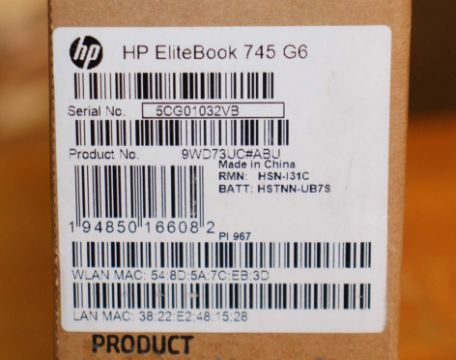 hp HP EliteBook 745 G6
Serial No. 5CG01032VB
Product No. 9WD73UC#ABU
Made in China
RMN: HSN-I31C
BATT: HSTNN-UB7S
1 94850 16608 2
PI 967
WLAN MAC: 54:8D:5A:7C:EB:3D
LAN MAC: 38:22:E2:48:15:28
PRODUCT